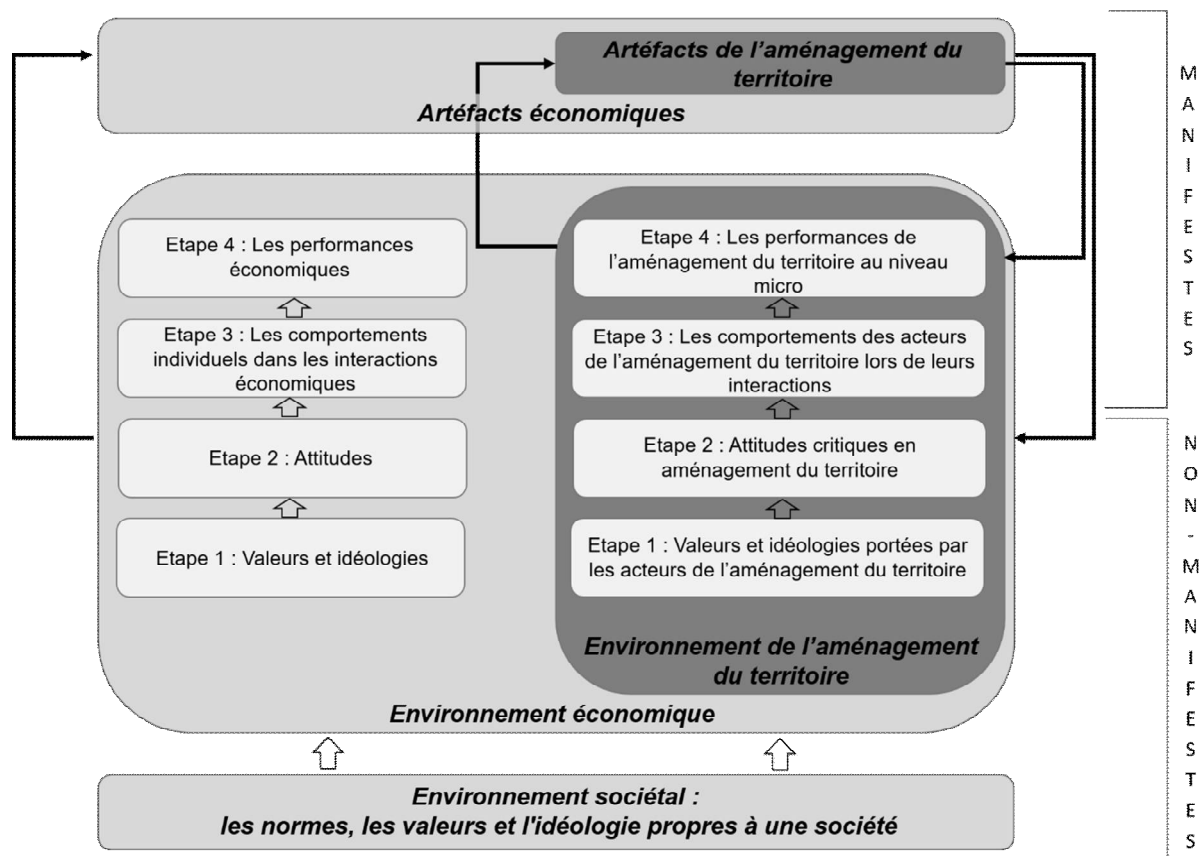 Artéfacts de l’aménagement du
territoire
Artéfacts économiques
Etape 4 : Les performances
économiques
Etape 3 : Les comportements
individuels dans les interactions
économiques
Etape 2 : Attitudes
Etape 1 : Valeurs et idéologies
Etape 4 : Les performances de
l’aménagement du territoire au niveau
micro
Etape 3 : Les comportements des acteurs
de l’aménagement du territoire lors de leurs
interactions
Etape 2 : Attitudes critiques en
aménagement du territoire
Etape 1 : Valeurs et idéologies portées par
les acteurs de l’aménagement du territoire
Environnement de l’aménagement
du territoire
Environnement économique
Environnement sociétal :
les normes, les valeurs et l'idéologie propres à une société
MANIFESTES
NON-MANIFESTES